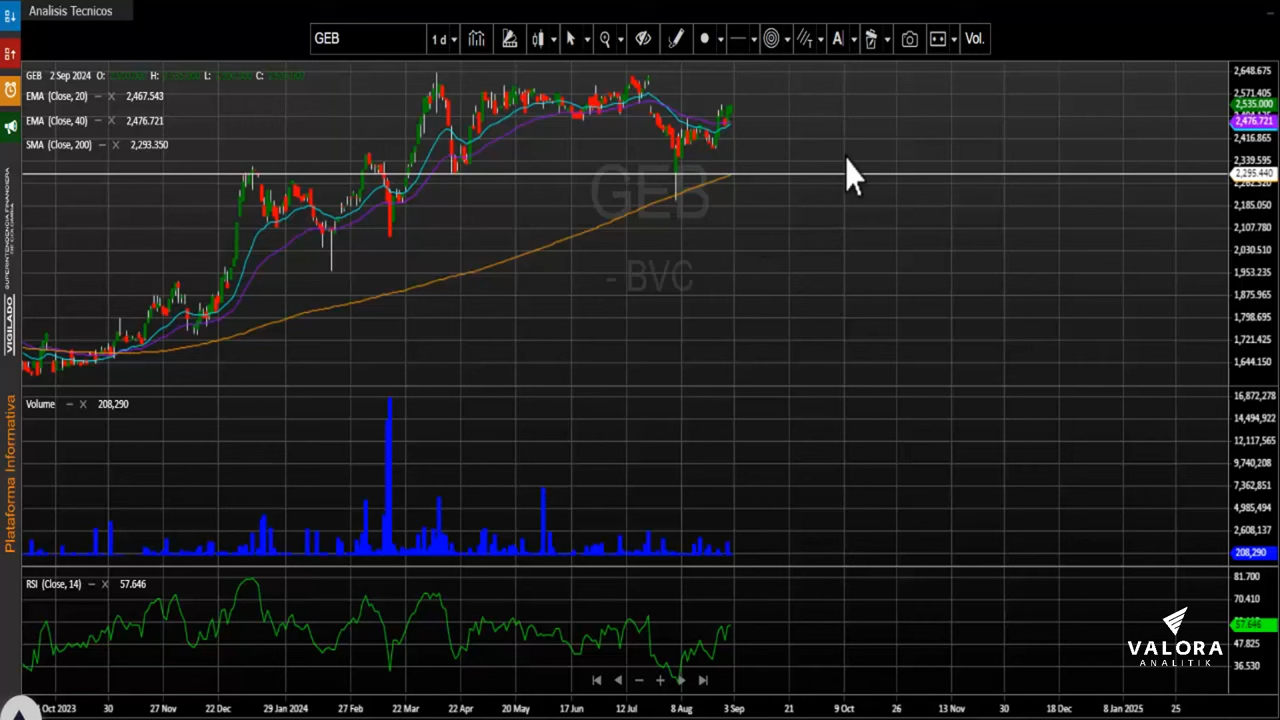 Analisis Tecnicos
GEB
1 d
A
Vol.
GEB 2 Sep 2024 O: H: L: C:
EMA (Close, 20) – X 2,467.543
EMA (Close, 40) – X 2,476.721
SMA (Close, 200) – X 2,293.350
GEB
- BVC
2,648.675
2,571.405
2,535.000
2,476.721
2,416.865
2,339.595
2,295.440
2,185.050
2,107.780
2,030.510
1,953.235
1,875.965
1,798.695
1,721.425
1,644.150
Volume – X 208,290
16,872,278
14,494,922
12,117,565
9,740,208
7,362,851
4,985,494
2,608,137
208,290
RSI (Close, 14) – X 57.646
81.700
70.410
57.646
47.825
36.530
Oct 2023
30
27 Nov
22 Dec
29 Jan 2024
27 Feb
22 Mar
22 Apr
20 May
17 Jun
12 Jul
8 Aug
3 Sep
21
9 Oct
26
13 Nov
30
18 Dec
8 Jan 2025
25
VIGILADO
SUPERINTENDENCIA FINANCIERA
DE COLOMBIA
Plataforma Informativa
VALORA
ANALITIK